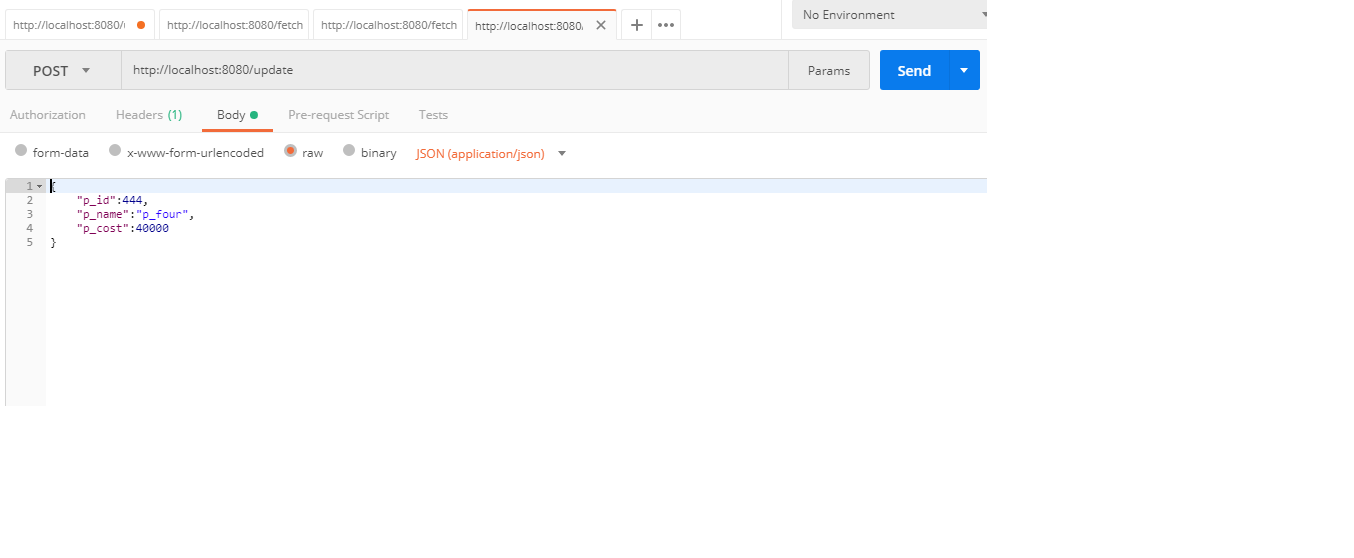 http://localhost:8080/ http://localhost:8080/fetch http://localhost:8080/fetch http://localhost:8080/ + ••• No Environment
POST http://localhost:8080/update Params Send
Authorization Headers (1) Body Pre-request Script Tests
form-data x-www-form-urlencoded raw binary JSON (application/json)
1 {
2 "p_id":444,
3 "p_name":"p_four",
4 "p_cost":40000
5 }